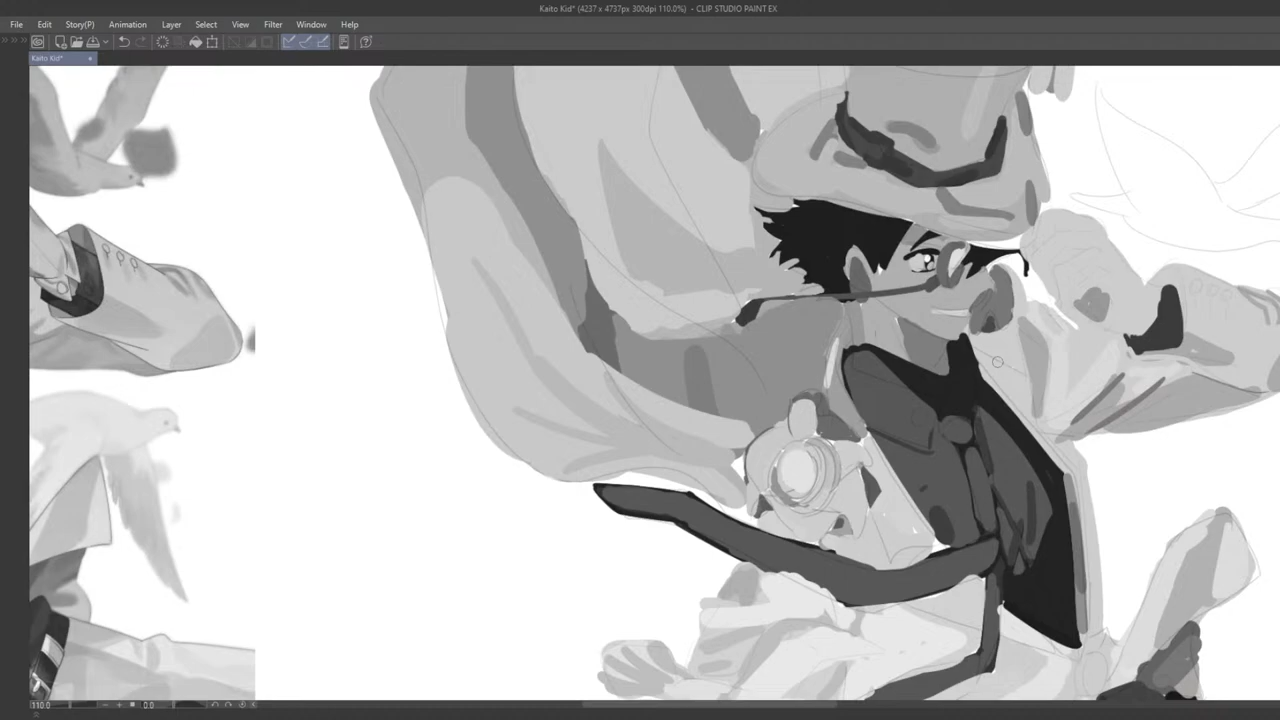 Kaito Kid* (4237 x 4737px 300dpi 110.0%) - CLIP STUDIO PAINT EX
File Edit Story(P) Animation Layer Select View Filter Window Help
Kaito Kid*
110.0 0.0